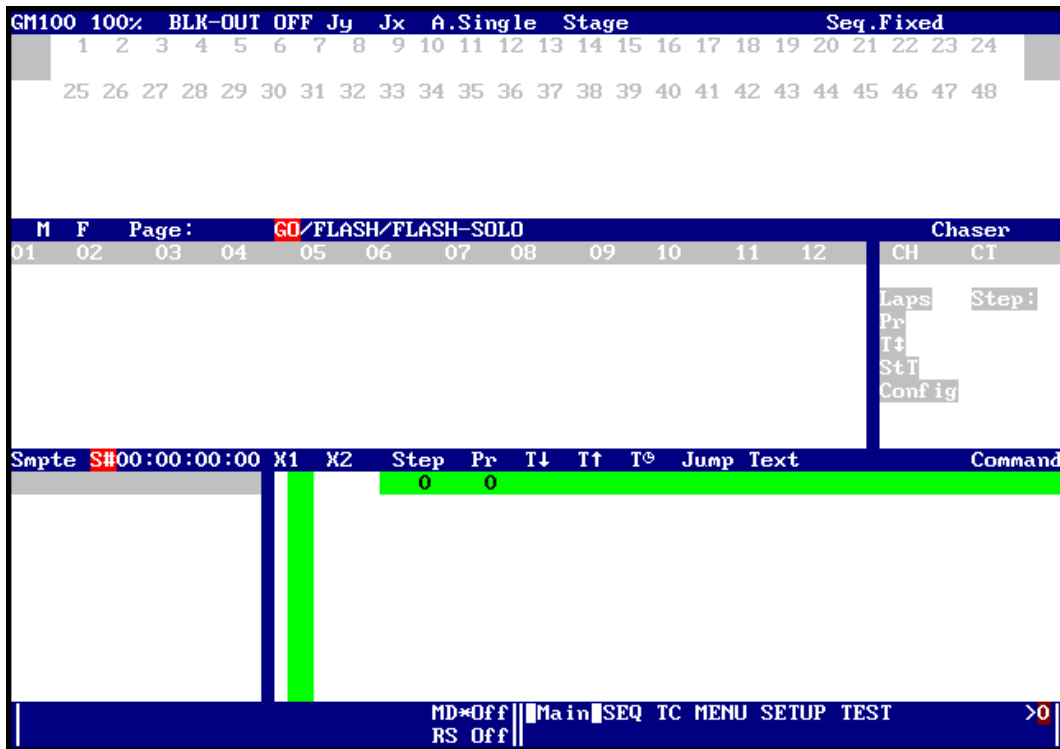 GM100 100% BLK-OUT OFF Jy Jx A.Single Stage Seq.Fixed
1 2 3 4 5 6 7 8 9 10 11 12 13 14 15 16 17 18 19 20 21 22 23 24
25 26 27 28 29 30 31 32 33 34 35 36 37 38 39 40 41 42 43 44 45 46 47 48
M F Page: GO/FLASH/FLASH-SOLO Chaser
01 02 03 04 05 06 07 08 09 10 11 12 CH CT
Laps Step:
Pr
T↕
StT
Config
Smpte S#00:00:00:00 X1 X2 Step Pr T↓ T↑ T◷ Jump Text Command
0 0
MD*Off Main SEQ TC MENU SETUP TEST >0
RS Off